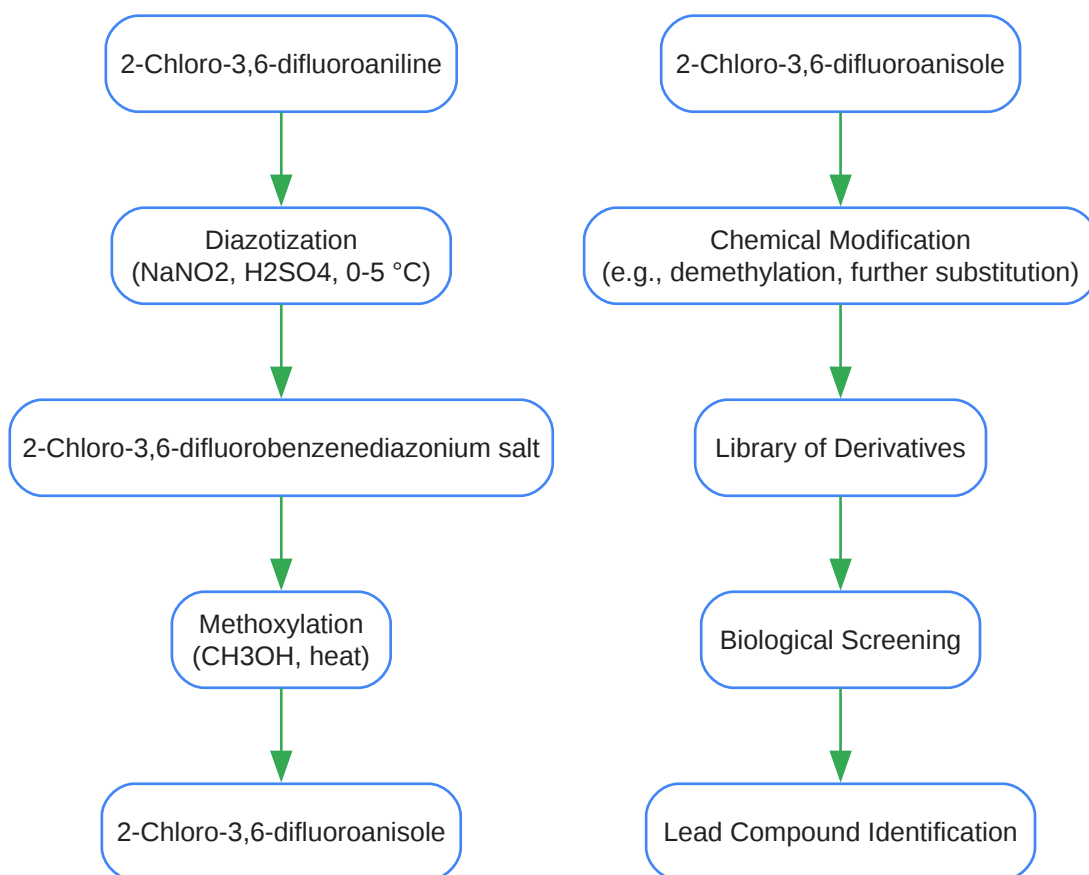 2-Chloro-3,6-difluoroaniline
Diazotization
(NaNO2, H2SO4, 0-5 °C)
2-Chloro-3,6-difluorobenzenediazonium salt
Methoxylation
(CH3OH, heat)
2-Chloro-3,6-difluoroanisole
2-Chloro-3,6-difluoroanisole
Chemical Modification
(e.g., demethylation, further substitution)
Library of Derivatives
Biological Screening
Lead Compound Identification